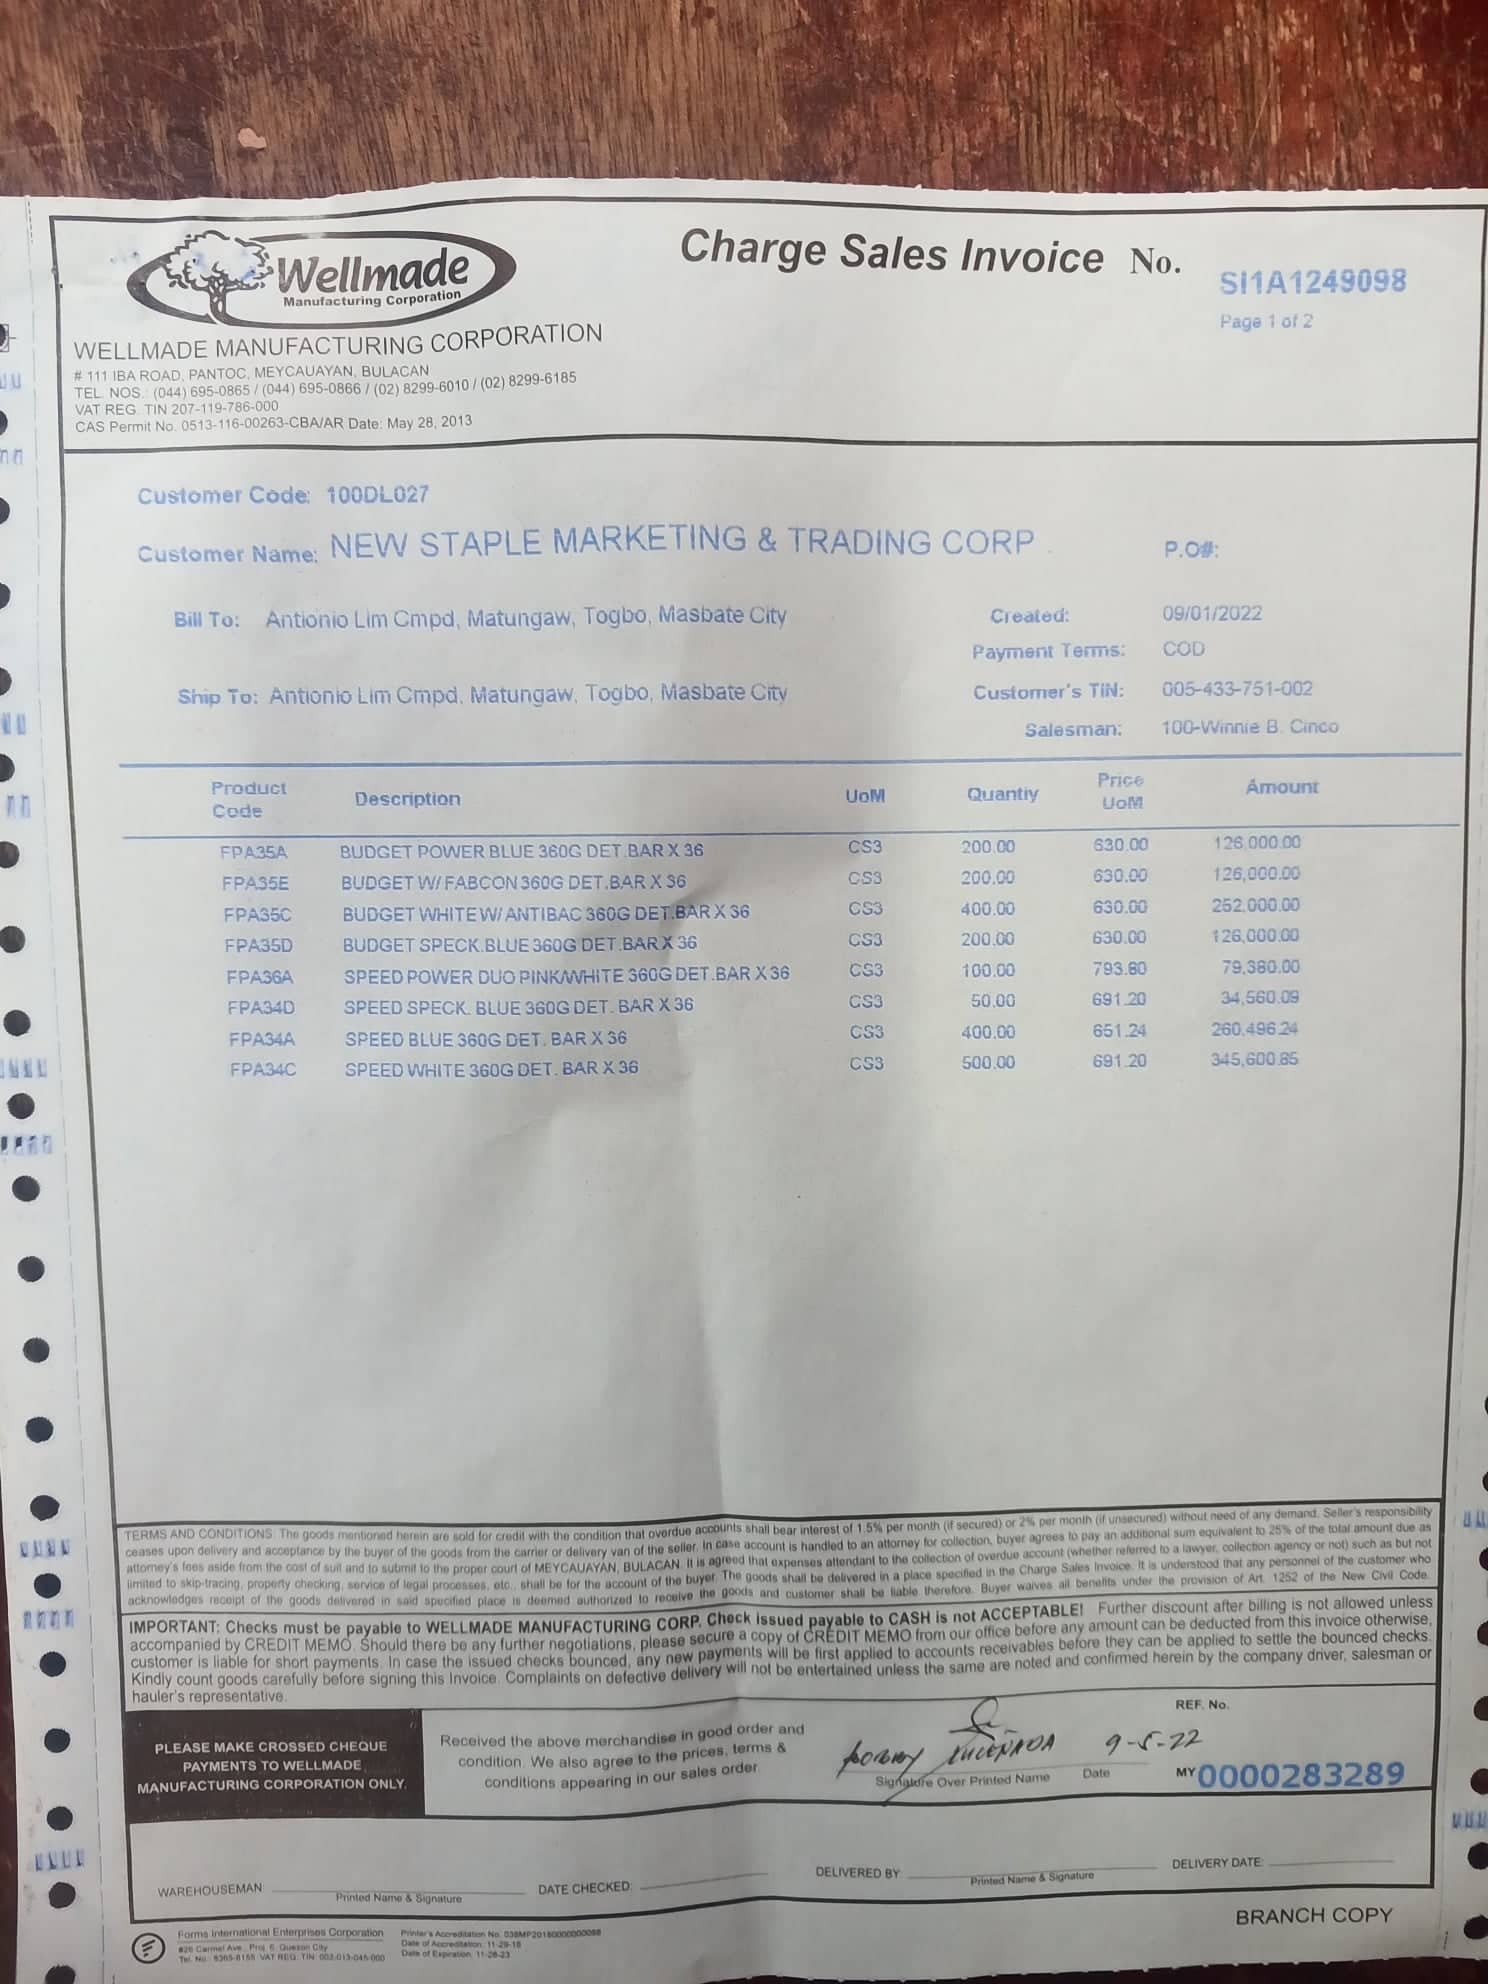 Wellmade
Manufacturing Corporation
Charge Sales Invoice No. SI1A1249098
Page 1 of 2
WELLMADE MANUFACTURING CORPORATION
# 111 IBA ROAD, PANTOC, MEYCAUAYAN, BULACAN
TEL. NOS.: (044) 695-0865 / (044) 695-0866 / (02) 8299-6010 / (02) 8299-6185
VAT REG. TIN 207-119-786-000
CAS Permit No. 0513-116-00263-CBA/AR Date: May 28, 2013
Customer Code: 100DL027
Customer Name: NEW STAPLE MARKETING & TRADING CORP P.O#:
Bill To: Antionio Lim Cmpd, Matungaw, Togbo, Masbate City Created: 09/01/2022
Payment Terms: COD
Ship To: Antionio Lim Cmpd, Matungaw, Togbo, Masbate City Customer's TIN: 005-433-751-002
Salesman: 100-Winnie B. Cinco
Product Code Description UoM Quantiy Price UoM Amount
FPA35A BUDGET POWER BLUE 360G DET.BAR X 36 CS3 200.00 630.00 126,000.00
FPA35E BUDGET W/ FABCON 360G DET.BAR X 36 CS3 200.00 630.00 126,000.00
FPA35C BUDGET WHITE W/ ANTIBAC 360G DET.BAR X 36 CS3 400.00 630.00 252,000.00
FPA35D BUDGET SPECK.BLUE 360G DET.BAR X 36 CS3 200.00 630.00 126,000.00
FPA36A SPEED POWER DUO PINK/WHITE 360G DET.BAR X 36 CS3 100.00 793.80 79,380.00
FPA34D SPEED SPECK. BLUE 360G DET. BAR X 36 CS3 50.00 691.20 34,560.09
FPA34A SPEED BLUE 360G DET. BAR X 36 CS3 400.00 651.24 260,496.24
FPA34C SPEED WHITE 360G DET. BAR X 36 CS3 500.00 691.20 345,600.85
TERMS AND CONDITIONS: The goods mentioned herein are sold for credit with the condition that overdue accounts shall bear interest of 1.5% per month (if secured) or 2% per month (if unsecured) without need of any demand. Seller's responsibility
ceases upon delivery and acceptance by the buyer of the goods from the carrier or delivery van of the seller. In case account is handled to an attorney for collection, buyer agrees to pay an additional sum equivalent to 25% of the total amount due as
attorney's fees aside from the cost of suit and to submit to the proper court of MEYCAUAYAN, BULACAN. It is agreed that expenses attendant to the collection of overdue account (whether referred to a lawyer, collection agency or not) such as but not
limited to skip-tracing, property checking, service of legal processes, etc., shall be for the account of the buyer. The goods shall be delivered in a place specified in the Charge Sales Invoice. It is understood that any personnel of the customer who
acknowledges receipt of the goods delivered in said specified place is deemed authorized to receive the goods and customer shall be liable therefore. Buyer waives all benefits under the provision of Art. 1252 of the New Civil Code.
IMPORTANT: Checks must be payable to WELLMADE MANUFACTURING CORP. Check issued payable to CASH is not ACCEPTABLE! Further discount after billing is not allowed unless
accompanied by CREDIT MEMO. Should there be any further negotiations, please secure a copy of CREDIT MEMO from our office before any amount can be deducted from this invoice otherwise,
customer is liable for short payments. In case the issued checks bounced, any new payments will be first applied to accounts receivables before they can be applied to settle the bounced checks.
Kindly count goods carefully before signing this Invoice. Complaints on defective delivery will not be entertained unless the same are noted and confirmed herein by the company driver, salesman or
hauler's representative.
PLEASE MAKE CROSSED CHEQUE
PAYMENTS TO WELLMADE
MANUFACTURING CORPORATION ONLY.
Received the above merchandise in good order and
condition. We also agree to the prices, terms &
conditions appearing in our sales order
9-5-22
Signature Over Printed Name Date
REF. No.
MY 0000283289
WAREHOUSEMAN DATE CHECKED: DELIVERED BY DELIVERY DATE:
Printed Name & Signature Printed Name & Signature
BRANCH COPY
Forms International Enterprises Corporation
#26 Carmel Ave., Proj. 6, Quezon City
Tel. No.: 8365-8155 VAT REG. TIN: 002-013-045-000
Printer's Accreditation No. 038MP20180000000088
Date of Accreditation: 11-29-18
Date of Expiration: 11-28-23